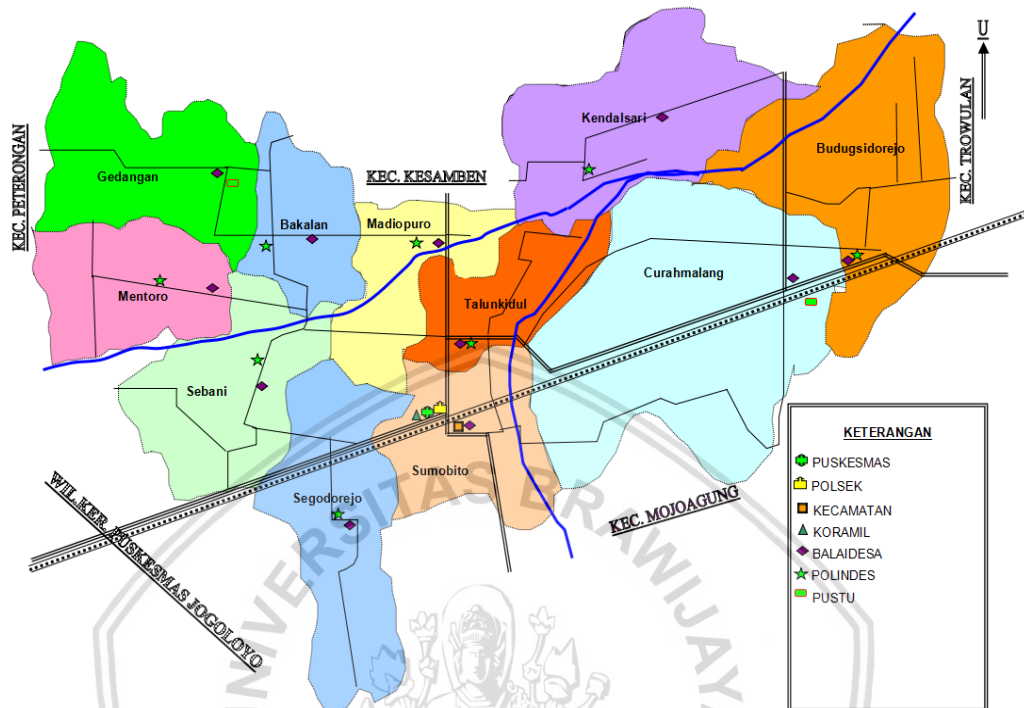 U
KEC. PETERONGAN
KEC. KESAMBEN
KEC. TROWULAN
Kendalsari
Budugsidorejo
Gedangan
Bakalan
Madiopuro
Mentoro
Talunkidul
Curahmalang
Sebani
Sumobito
Segodorejo
KEC. MOJOAGUNG
WIL. KER. PUSKESMAS JOGOLOYO
KETERANGAN
PUSKESMAS
POLSEK
KECAMATAN
KORAMIL
BALAIDESA
POLINDES
PUSTU
UNIVERSITAS BRAWIJAYA